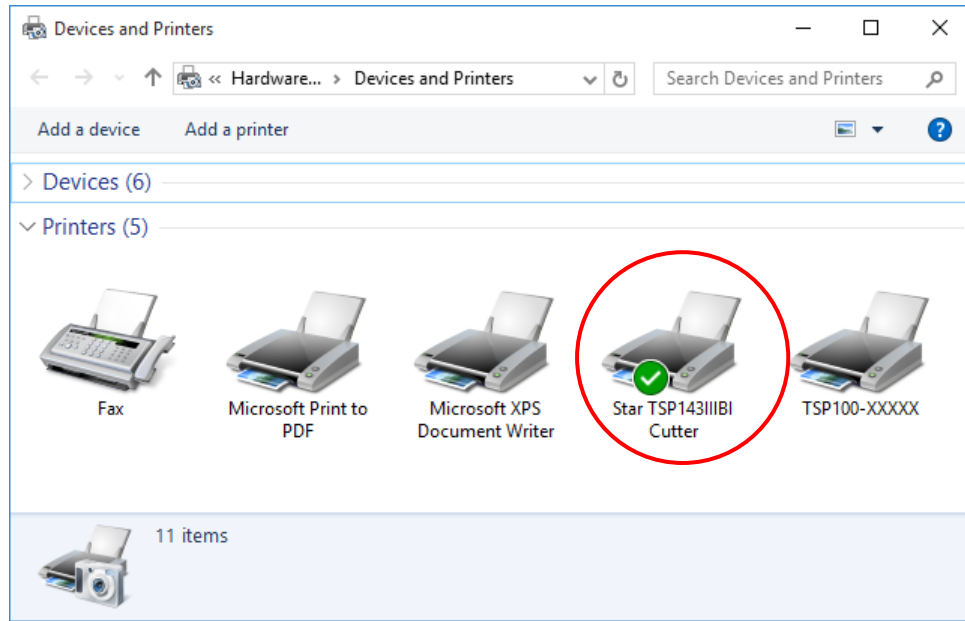 Devices and Printers
« Hardware... › Devices and Printers
Search Devices and Printers
Add a device
Add a printer
?
Devices (6)
Printers (5)
Fax
Microsoft Print to
PDF
Microsoft XPS
Document Writer
Star TSP143IIIBI
Cutter
TSP100-XXXXX
11 items